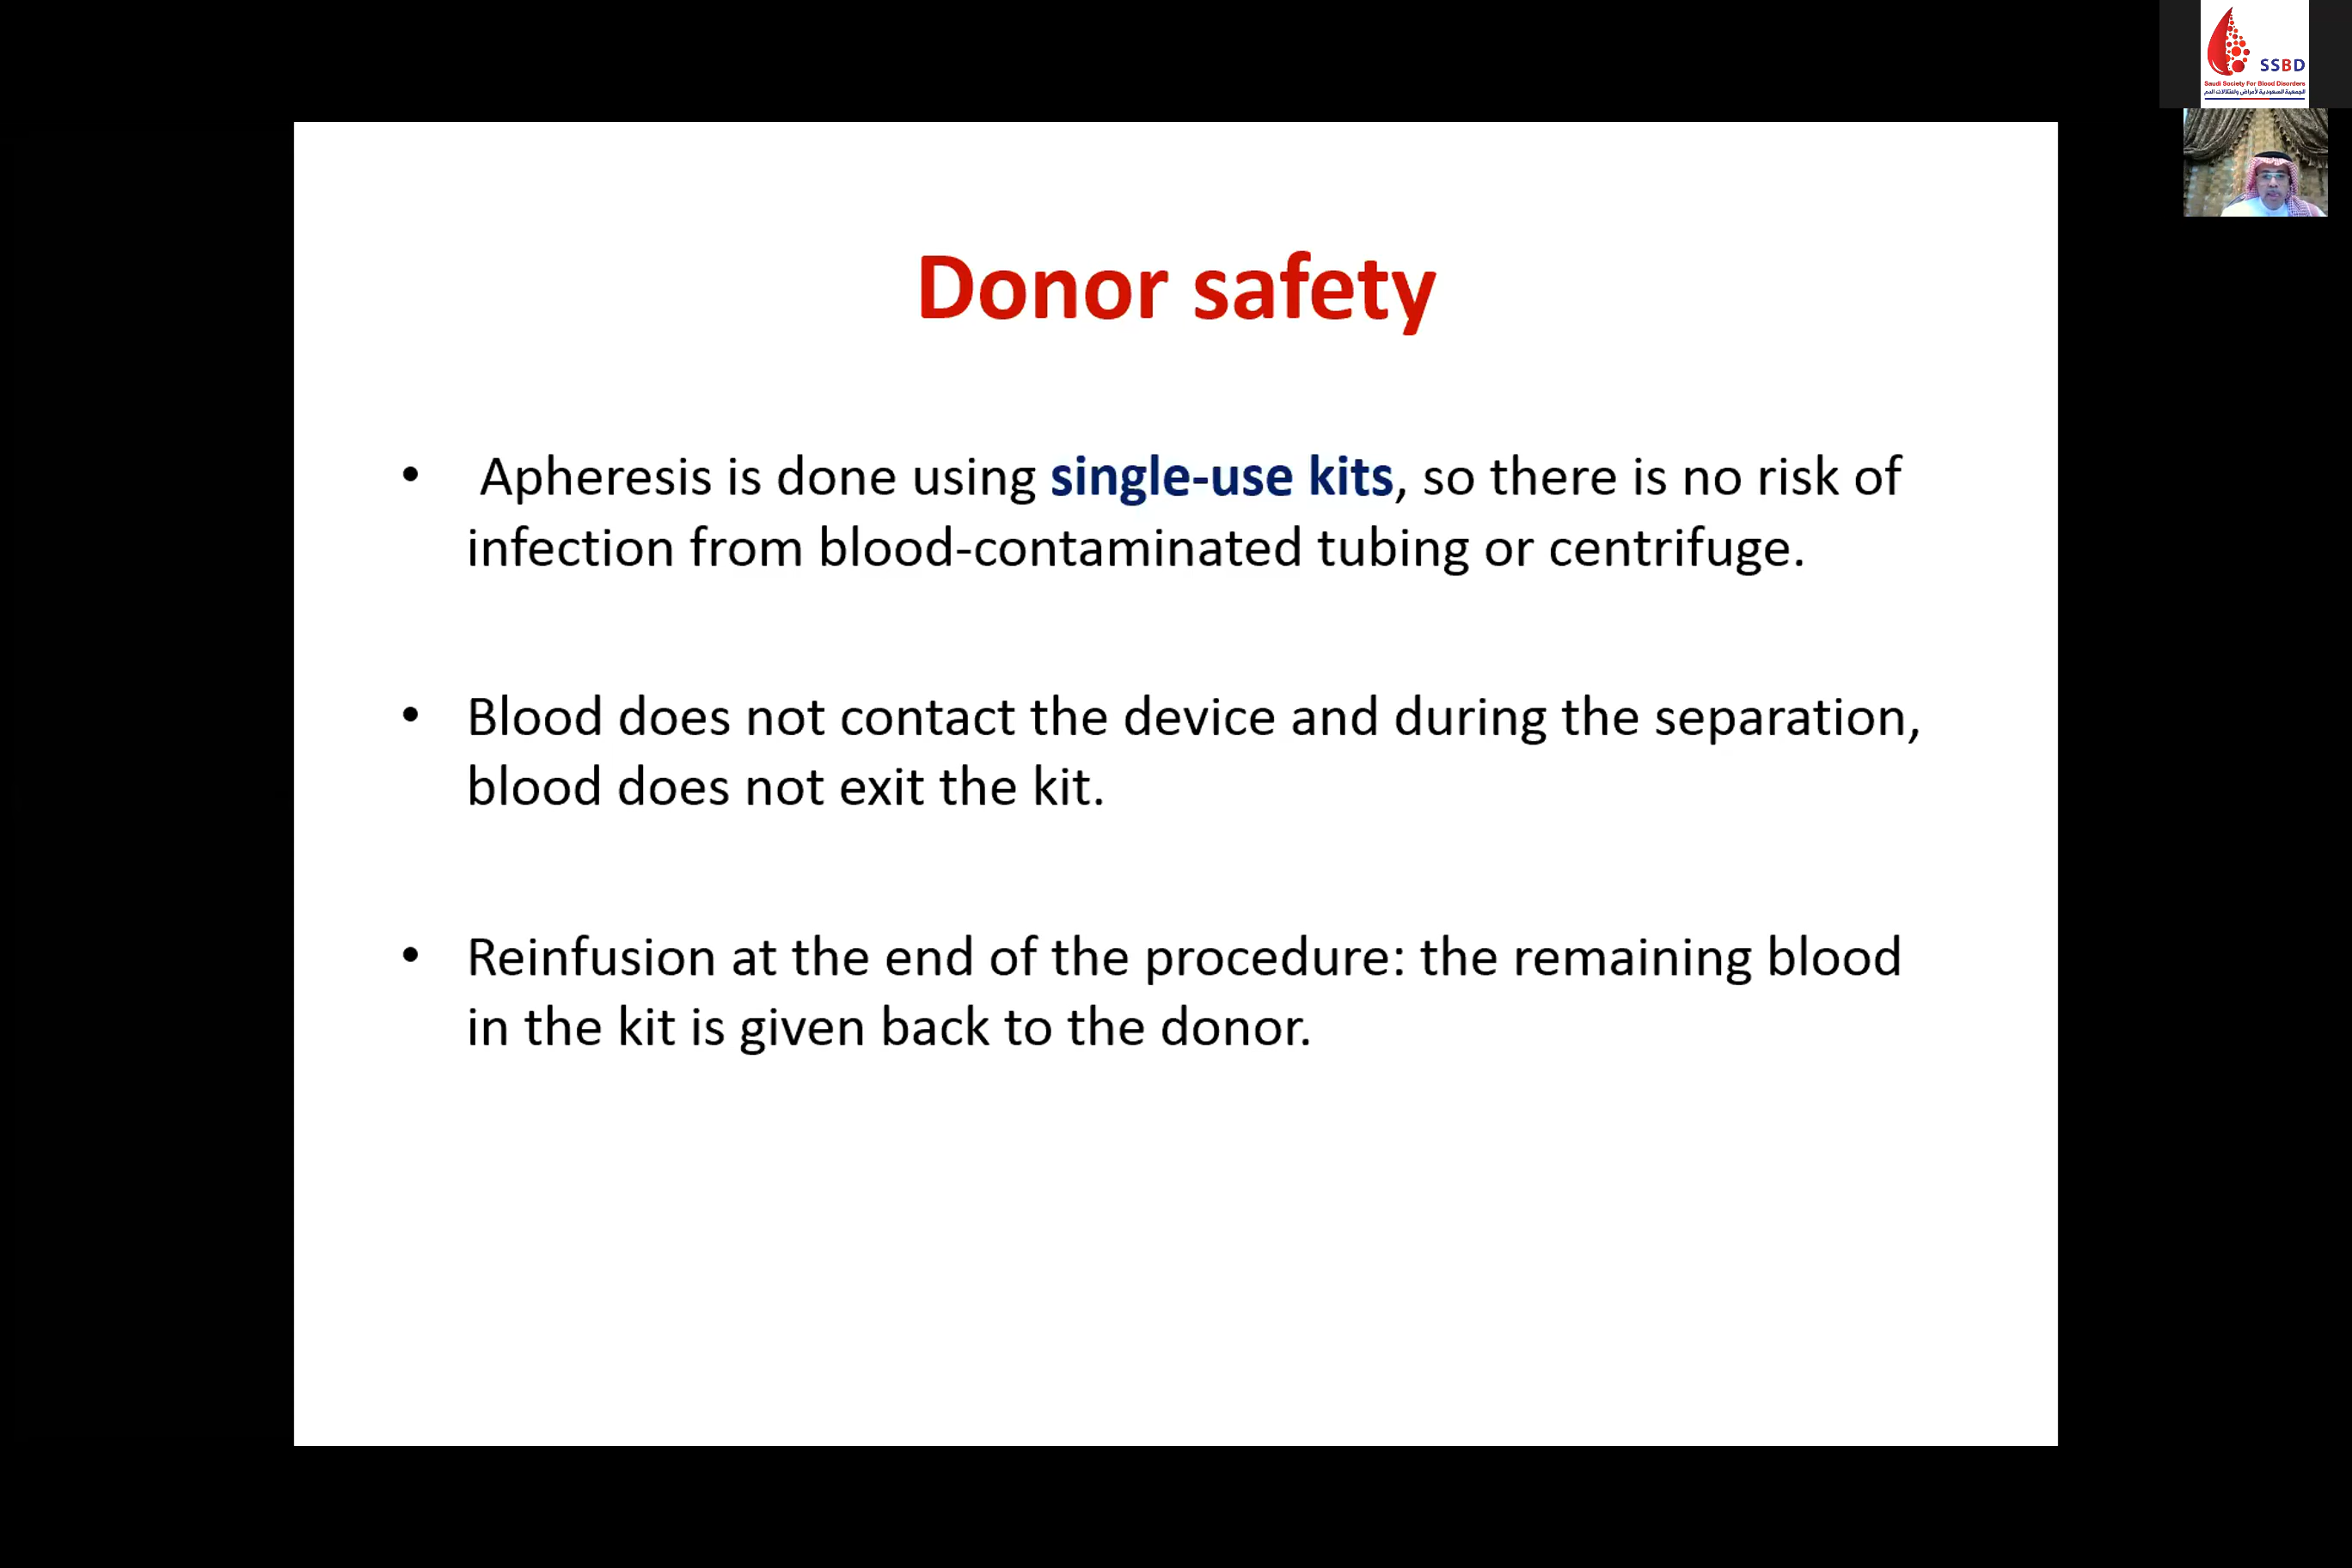 SSBD
Saudi Society For Blood Disorders
الجمعية السعودية لأمراض واعتلالات الدم
Donor safety
• Apheresis is done using single-use kits, so there is no risk of
infection from blood-contaminated tubing or centrifuge.
• Blood does not contact the device and during the separation,
blood does not exit the kit.
• Reinfusion at the end of the procedure: the remaining blood
in the kit is given back to the donor.